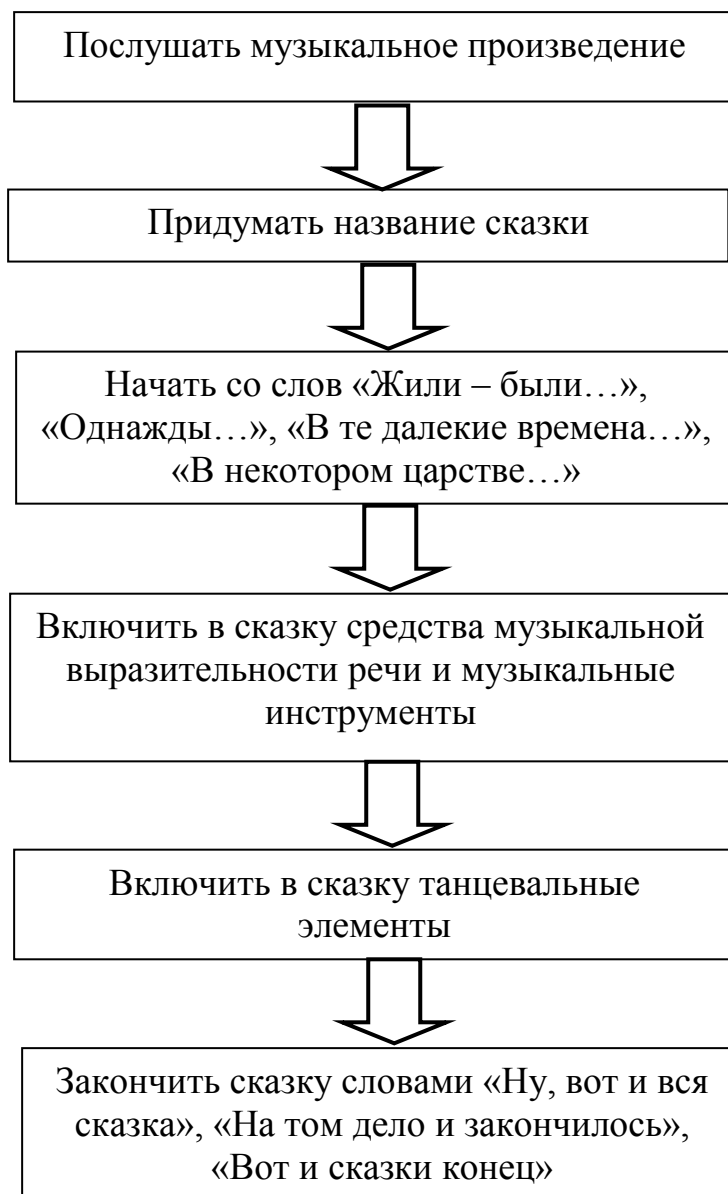 Послушать музыкальное произведение
Придумать название сказки
Начать со слов «Жили – были…»,
«Однажды…», «В те далекие времена…»,
«В некотором царстве…»
Включить в сказку средства музыкальной
выразительности речи и музыкальные
инструменты
Включить в сказку танцевальные
элементы
Закончить сказку словами «Ну, вот и вся
сказка», «На том дело и закончилось»,
«Вот и сказки конец»